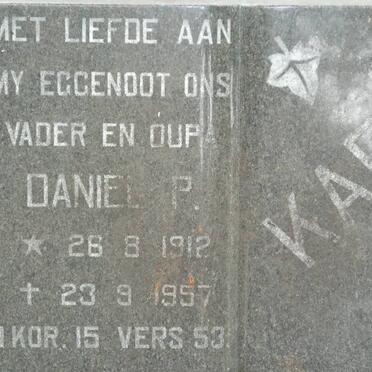 MET LIEFDE AAN
MY EGGENOOT ONS
VADER EN OUPA
DANIEL P.
★ 26 8 1912
✝ 23 9 1957
1 KOR. 15 VERS 53.